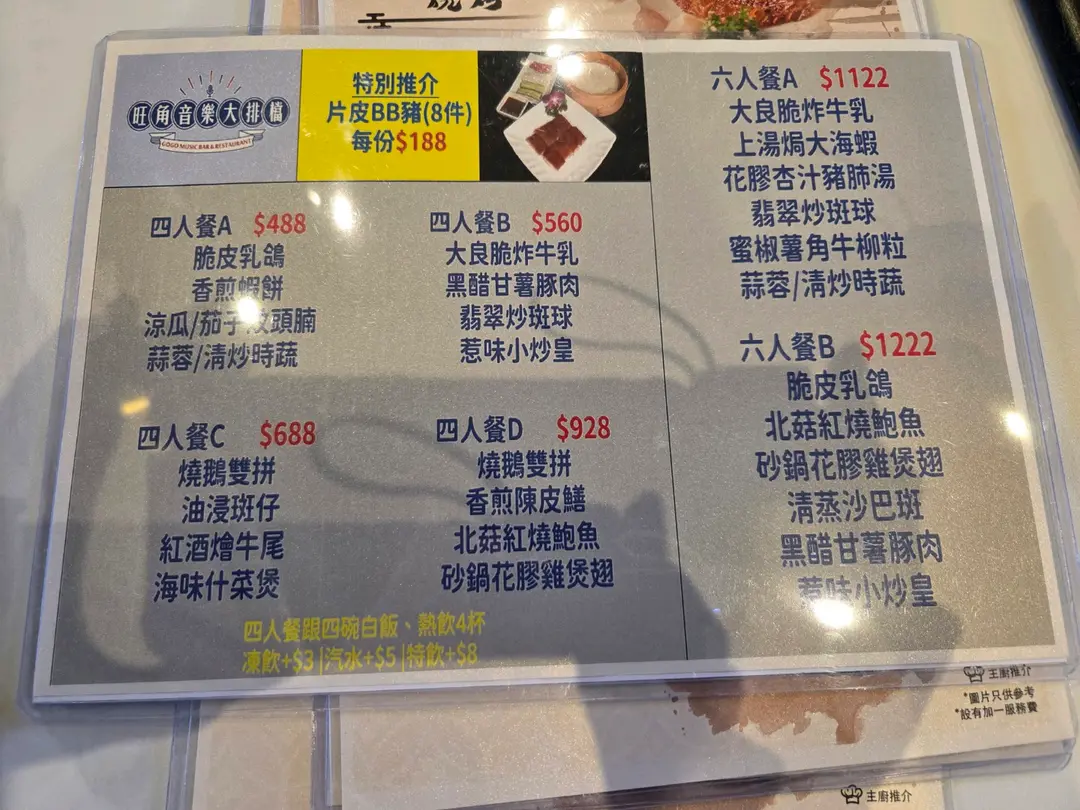 旺角音樂大排檔
GOGO MUSIC BAR & RESTAURANT
特別推介
片皮BB豬(8件)
每份$188
四人餐A $488
脆皮乳鴿
香煎蝦餅
涼瓜/茄子 頭腩
蒜蓉/清炒時蔬
四人餐B $560
大良脆炸牛乳
黑醋甘薯豚肉
翡翠炒斑球
惹味小炒皇
四人餐C $688
燒鵝雙拼
油浸斑仔
紅酒燴牛尾
海味什菜煲
四人餐D $928
燒鵝雙拼
香煎陳皮鱔
北菇紅燒鮑魚
砂鍋花膠雞煲翅
四人餐跟四碗白飯、熱飲4杯
凍飲+$3|汽水+$5|特飲+$8
六人餐A $1122
大良脆炸牛乳
上湯焗大海蝦
花膠杏汁豬肺湯
翡翠炒斑球
蜜椒薯角牛柳粒
蒜蓉/清炒時蔬
六人餐B $1222
脆皮乳鴿
北菇紅燒鮑魚
砂鍋花膠雞煲翅
清蒸沙巴斑
黑醋甘薯豚肉
惹味小炒皇
主廚推介
*圖片只供參考
*設有加一服務費
主廚推介